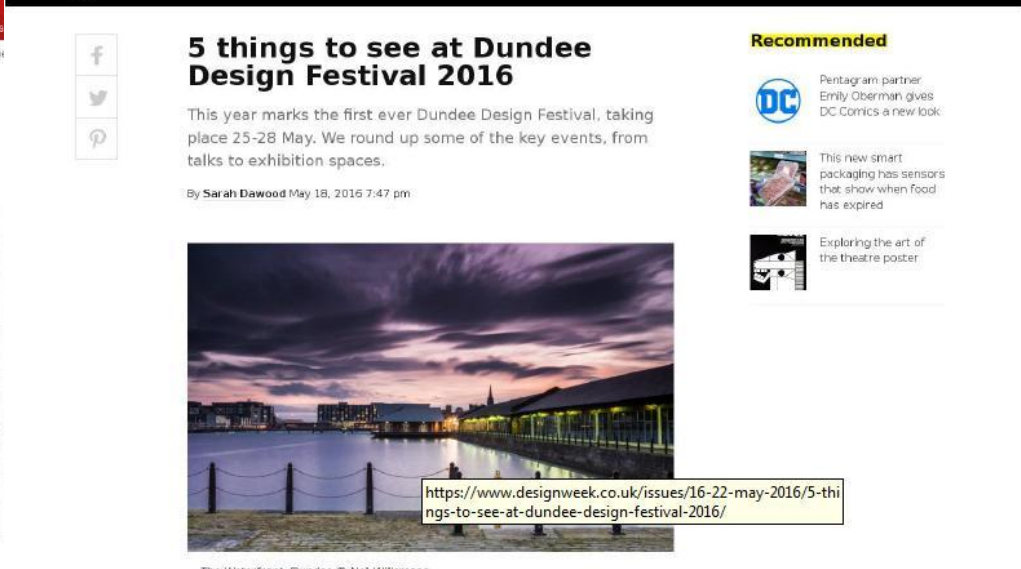 5 things to see at Dundee
Design Festival 2016
This year marks the first ever Dundee Design Festival, taking
place 25-28 May. We round up some of the key events, from
talks to exhibition spaces.
By Sarah Dawood May 18, 2016 7:47 pm
Recommended
DC
Pentagram partner
Emily Oberman gives
DC Comics a new look
This new smart
packaging has sensors
that show when food
has expired
Exploring the art of
the theatre poster
https://www.designweek.co.uk/issues/16-22-may-2016/5-thi
ngs-to-see-at-dundee-design-festival-2016/